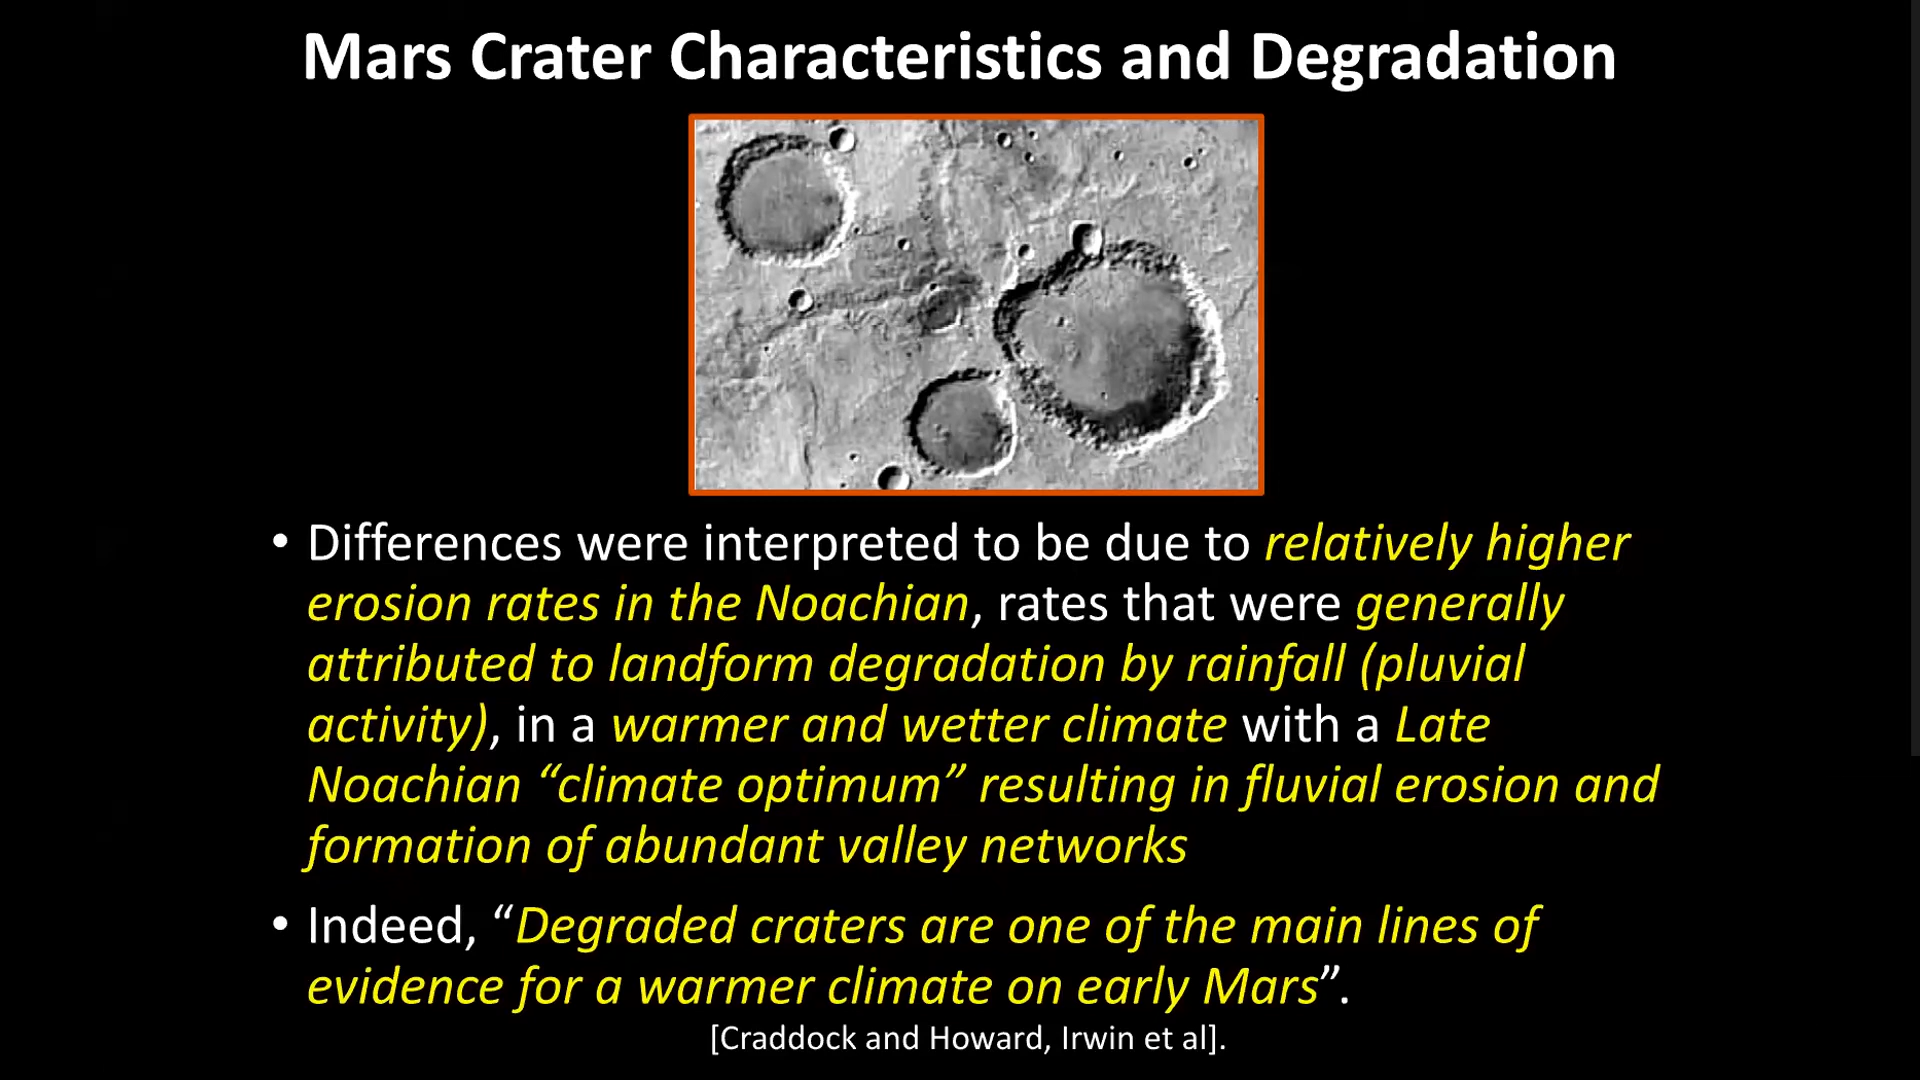 Mars Crater Characteristics and Degradation
• Differences were interpreted to be due to relatively higher
erosion rates in the Noachian, rates that were generally
attributed to landform degradation by rainfall (pluvial
activity), in a warmer and wetter climate with a Late
Noachian “climate optimum” resulting in fluvial erosion and
formation of abundant valley networks
• Indeed, “Degraded craters are one of the main lines of
evidence for a warmer climate on early Mars”.
[Craddock and Howard, Irwin et al].